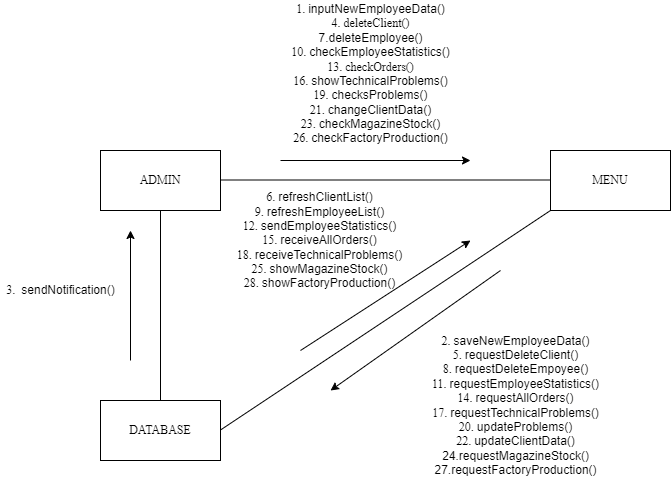 1. inputNewEmployeeData()
4. deleteClient()
7.deleteEmployee()
10. checkEmployeeStatistics()
13. checkOrders()
16. showTechnicalProblems()
19. checksProblems()
21. changeClientData()
23. checkMagazineStock()
26. checkFactoryProduction()
ADMIN
MENU
6. refreshClientList()
9. refreshEmployeeList()
12. sendEmployeeStatistics()
15. receiveAllOrders()
18. receiveTechnicalProblems()
25. showMagazineStock()
28. showFactoryProduction()
3. sendNotification()
2. saveNewEmployeeData()
5. requestDeleteClient()
8. requestDeleteEmpoyee()
11. requestEmployeeStatistics()
14. requestAllOrders()
17. requestTechnicalProblems()
20. updateProblems()
22. updateClientData()
24.requestMagazineStock()
27.requestFactoryProduction()
DATABASE